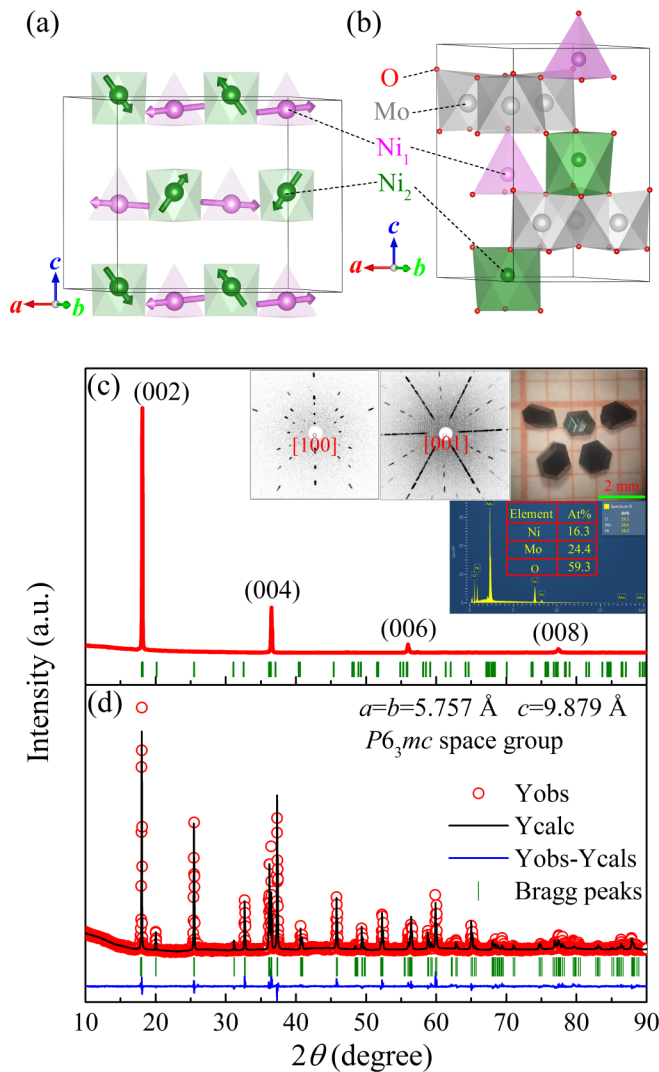 (a)
(b)
O
Mo
Ni₁
Ni₂
c
a
b
c
a
b
(c)
(002)
[100]
[001]
2 mm
Element At%
Ni 16.3
Mo 24.4
O 59.3
(004)
(006)
(008)
Intensity (a.u.)
(d)
a=b=5.757 Å c=9.879 Å
P6₃mc space group
Yobs
Ycalc
Yobs-Ycals
Bragg peaks
10 20 30 40 50 60 70 80 90
2θ (degree)